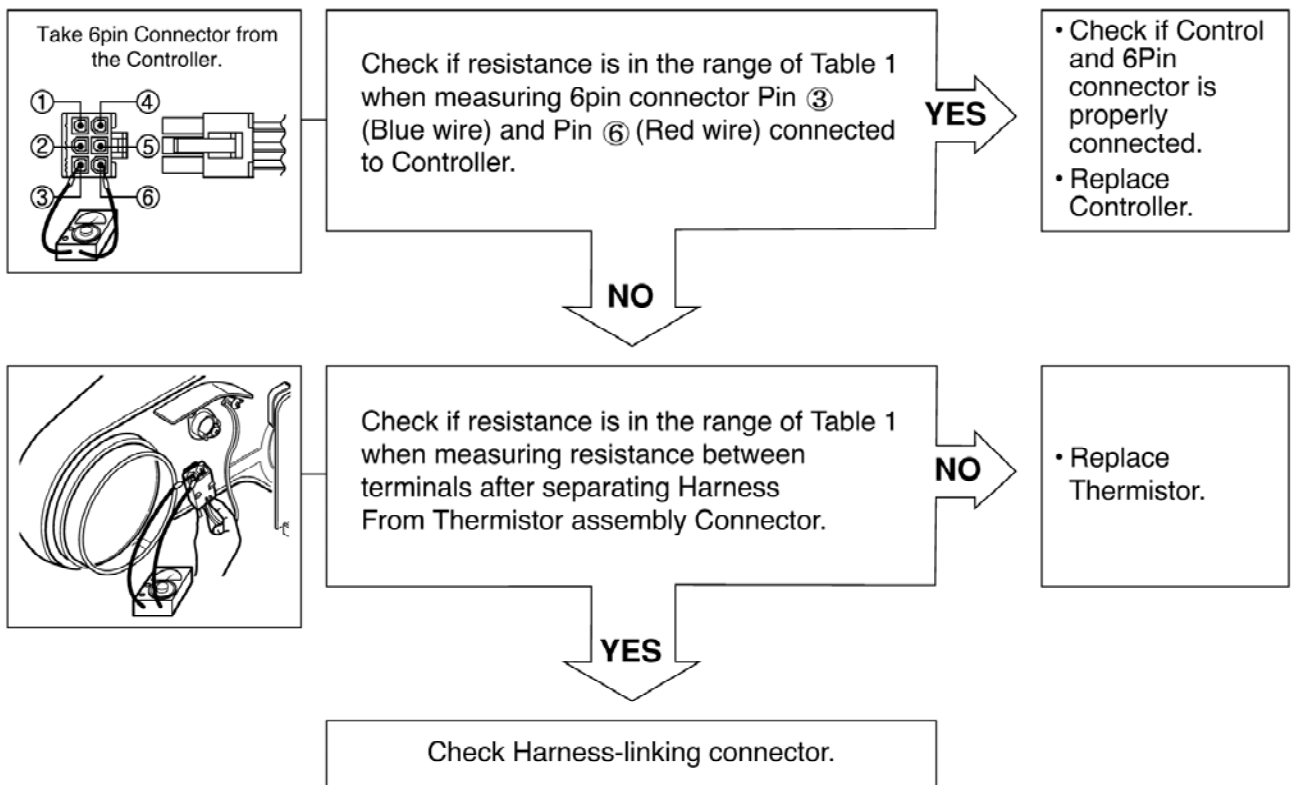 Take 6pin Connector from
the Controller.
①
④
②
⑤
③
⑥
Check if resistance is in the range of Table 1
when measuring 6pin connector Pin ③
(Blue wire) and Pin ⑥ (Red wire) connected
to Controller.
YES
• Check if Control
and 6Pin
connector is
properly
connected.
• Replace
Controller.
NO
Check if resistance is in the range of Table 1
when measuring resistance between
terminals after separating Harness
From Thermistor assembly Connector.
NO
• Replace
Thermistor.
YES
Check Harness-linking connector.